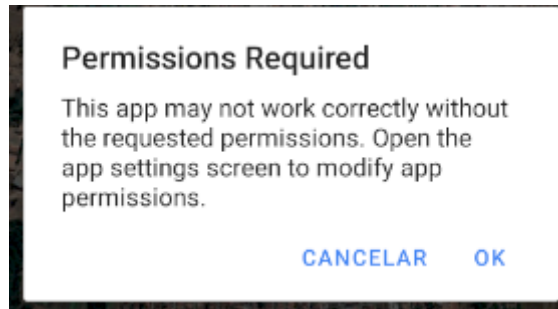 Permissions Required
This app may not work correctly without
the requested permissions. Open the
app settings screen to modify app
permissions.
CANCELAR OK